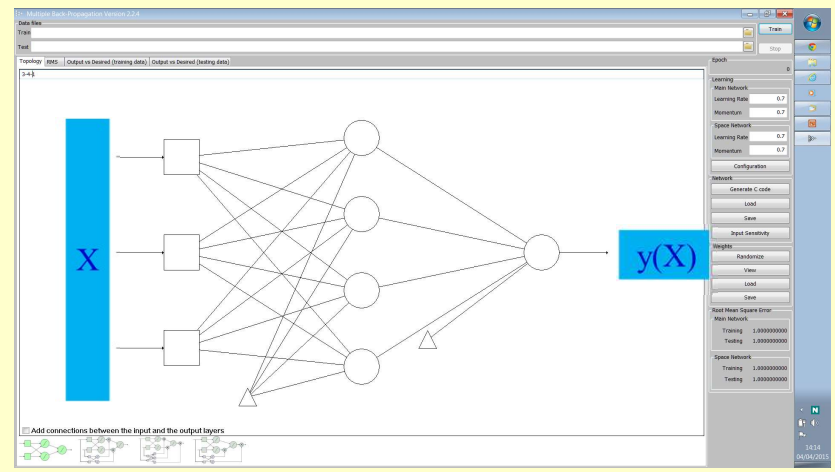 Multiple Back-Propagation Version 2.2.4
Data files
Train
Test
Train
Stop
Topology RMS Output vs Desired (training data) Output vs Desired (testing data)
3-4-1
X
y(X)
Add connections between the input and the output layers
Epoch
0
Learning
Main Network
Learning Rate 0.7
Momentum 0.7
Space Network
Learning Rate 0.7
Momentum 0.7
Configuration
Network
Generate C code
Load
Save
Input Sensitivity
Weights
Randomize
View
Load
Save
Root Mean Square Error
Main Network
Training 1.0000000000
Testing 1.0000000000
Space Network
Training 1.0000000000
Testing 1.0000000000
N
14:14
04/04/2015